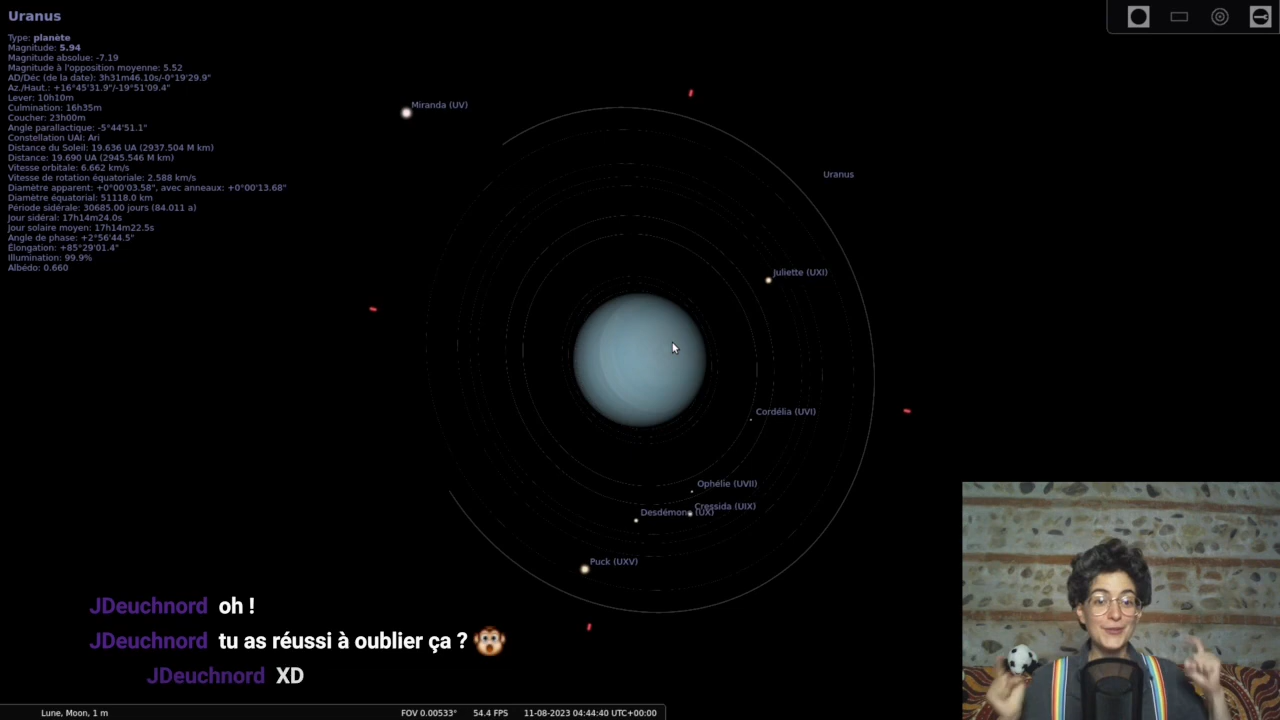 Uranus
Type: planète
Magnitude: 5.94
Magnitude absolue: -7.19
Magnitude à l'opposition moyenne: 5.52
AD/Déc (de la date): 3h31m46.10s/-0°19'29.9"
Az./Haut.: +16°45'31.9"/-19°51'09.4"
Lever: 10h10m
Culmination: 16h35m
Coucher: 23h00m
Angle parallactique: -5°44'51.1"
Constellation UAI: Ari
Distance du Soleil: 19.636 UA (2937.504 M km)
Distance: 19.690 UA (2945.546 M km)
Vitesse orbitale: 6.662 km/s
Vitesse de rotation équatoriale: 2.588 km/s
Diamètre apparent: +0°00'03.58", avec anneaux: +0°00'13.68"
Diamètre équatorial: 51118.0 km
Période sidérale: 30685.00 jours (84.011 a)
Jour sidéral: 17h14m24.0s
Jour solaire moyen: 17h14m22.5s
Angle de phase: +2°56'44.5"
Élongation: +85°29'01.4"
Illumination: 99.9%
Albédo: 0.660
Miranda (UV)
Uranus
Juliette (UXI)
Cordélia (UVI)
Ophélie (UVII)
Cressida (UIX)
Desdémone (UX)
Puck (UXV)
JDeuchnord oh !
JDeuchnord tu as réussi à oublier ça ?
JDeuchnord XD
Lune, Moon, 1 m FOV 0.00533° 54.4 FPS 11-08-2023 04:44:40 UTC+00:00